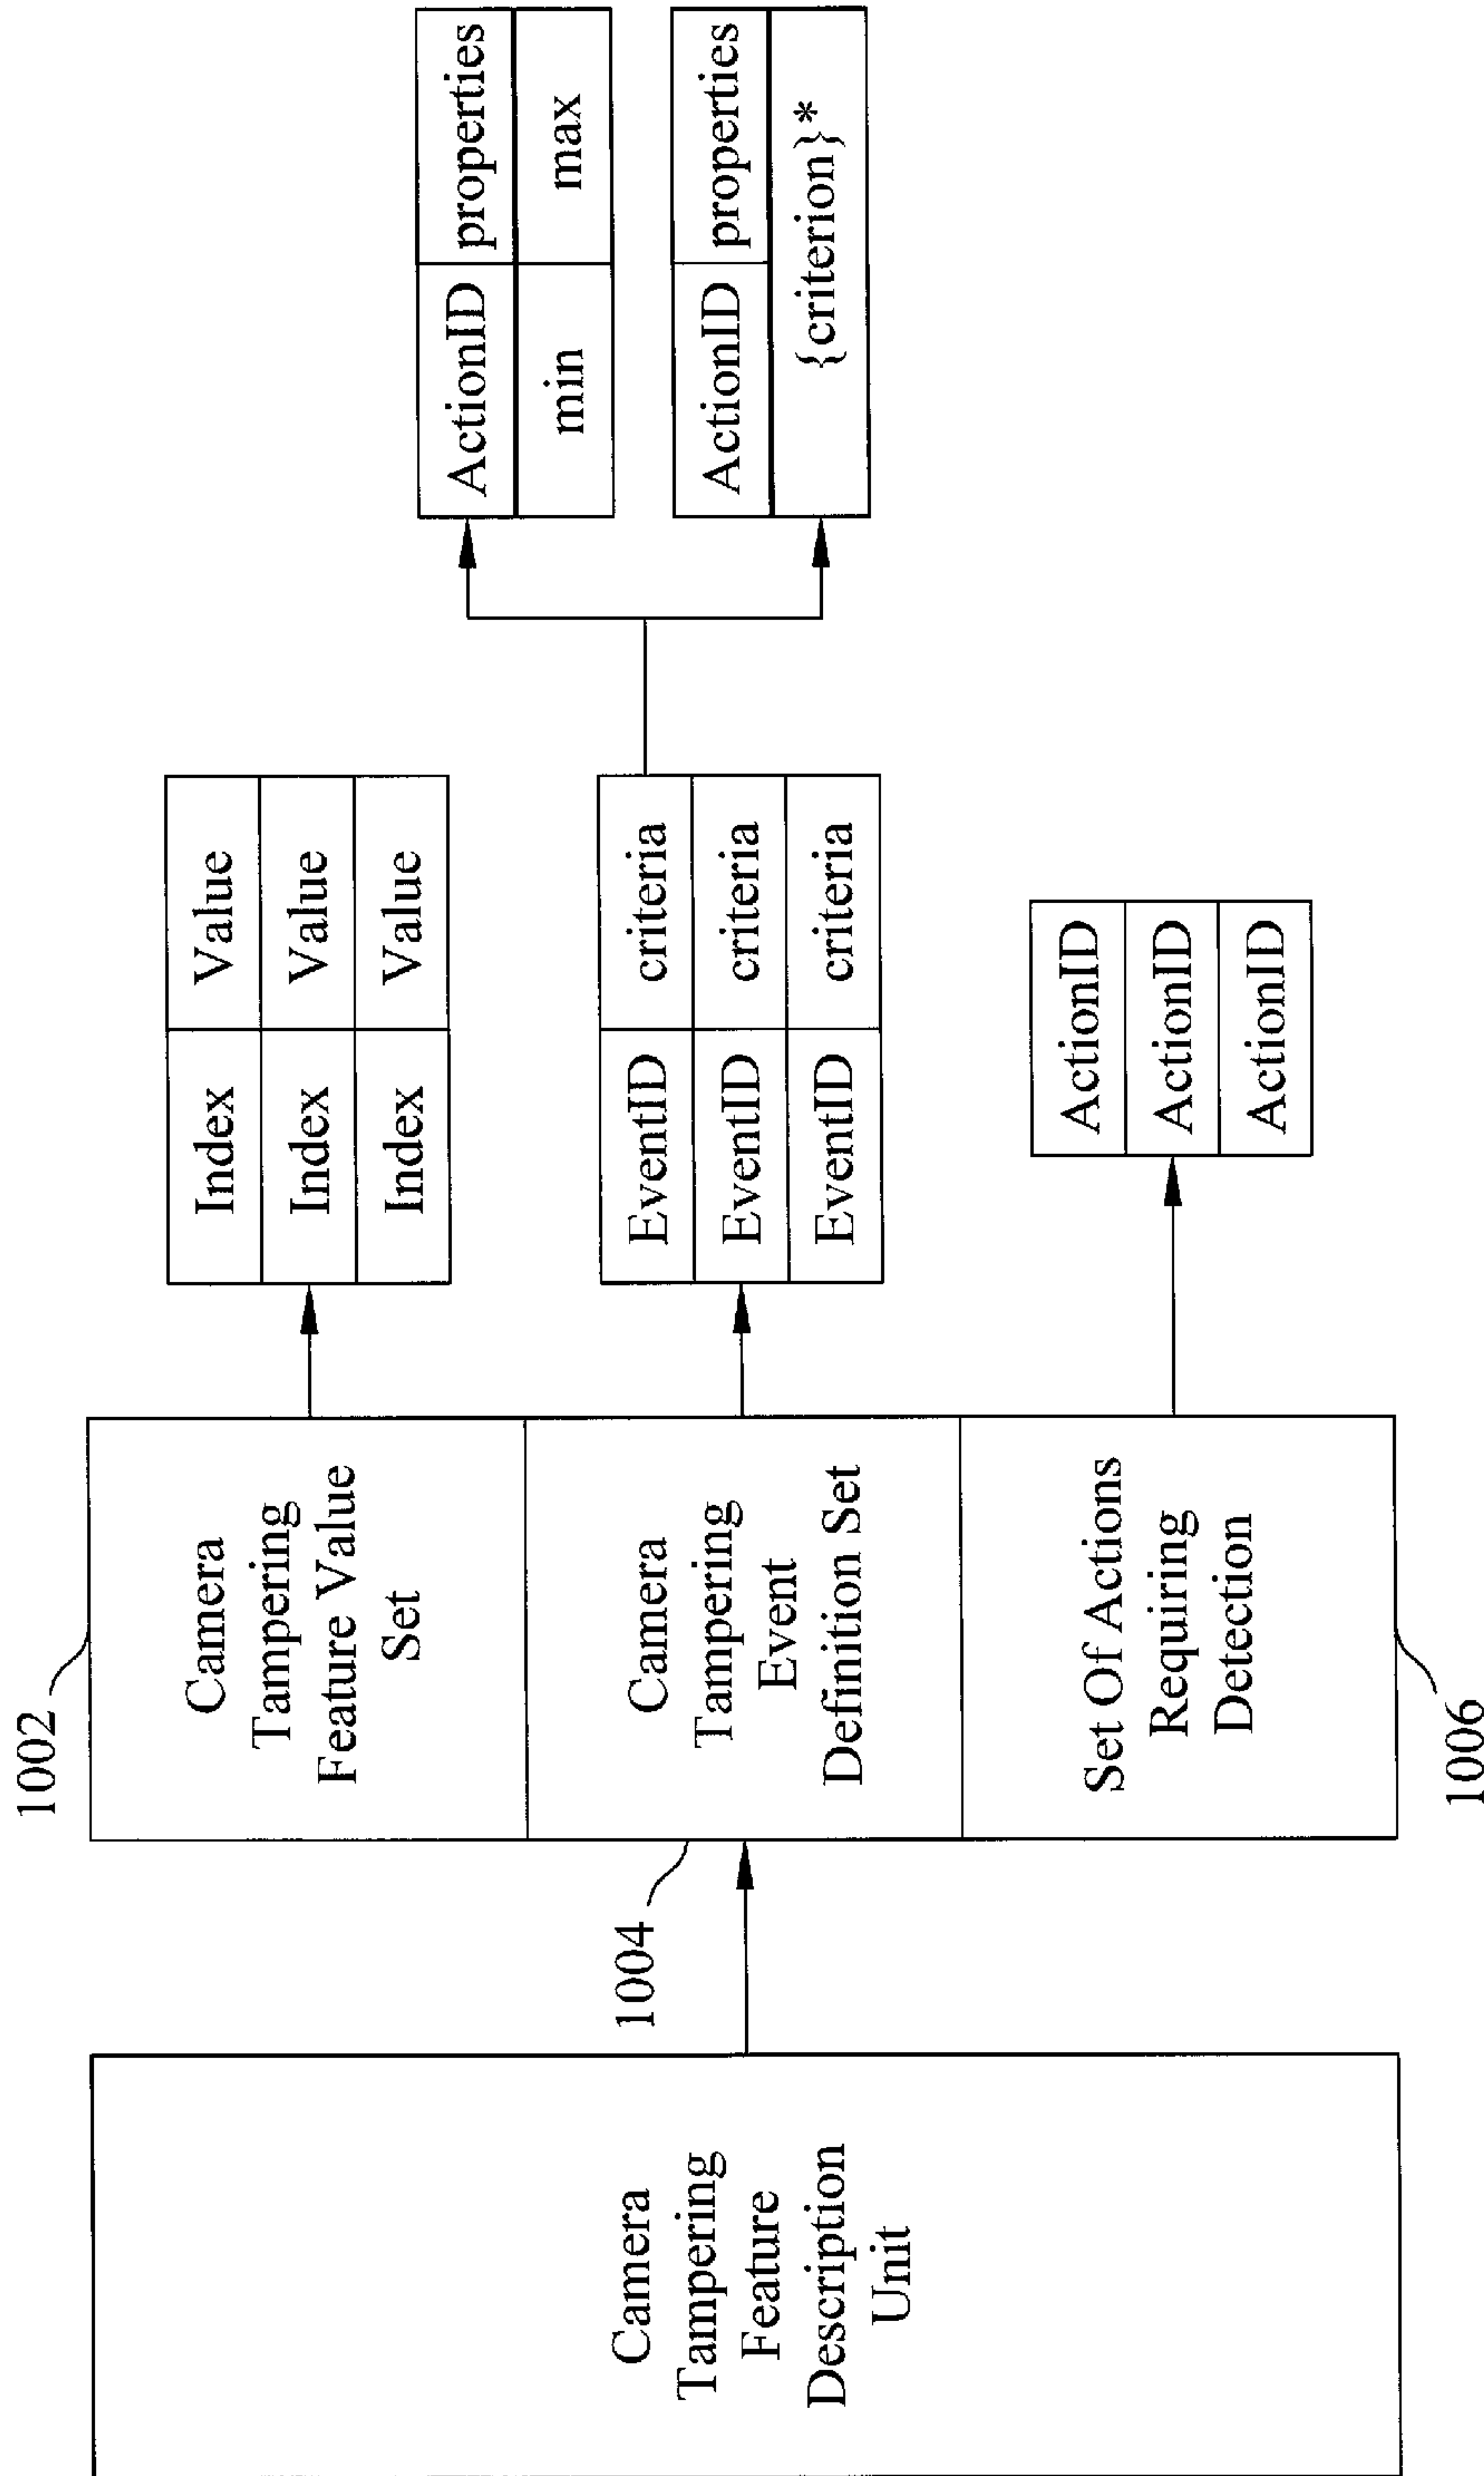 Camera
Tampering
Feature
Description
Unit
1002
Camera
Tampering
Feature Value
Set
1004
Camera
Tampering
Event
Definition Set
Set Of Actions
Requiring
Detection
1006
Index Value
Index Value
Index Value
EventID criteria
EventID criteria
EventID criteria
ActionID
ActionID
ActionID
ActionID properties
min max
ActionID properties
{criterion}*